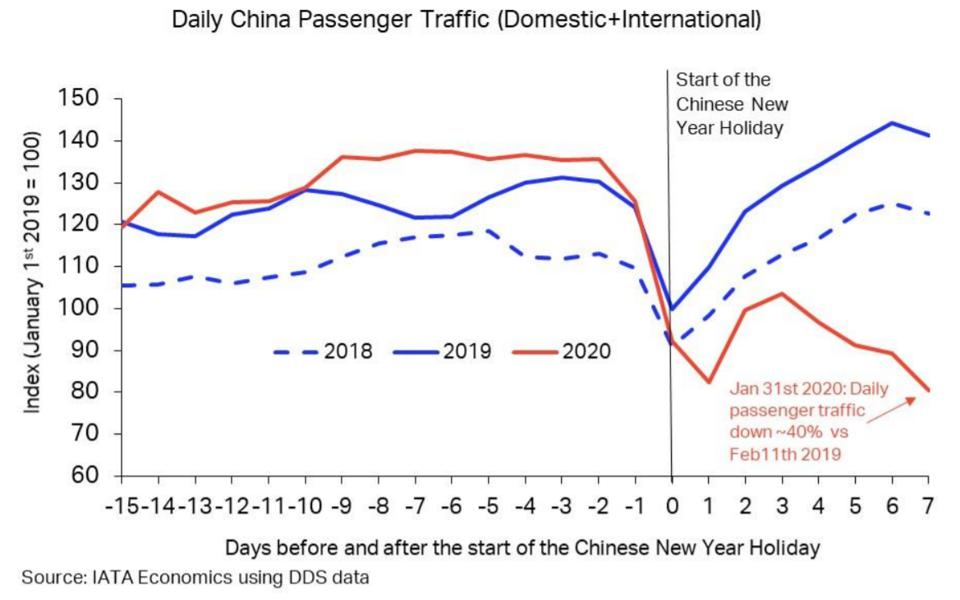 Daily China Passenger Traffic (Domestic+International)
Start of the
Chinese New
Year Holiday
Index (January 1st 2019 = 100)
150
140
130
120
110
100
90
80
70
60
2018 2019 2020
Jan 31st 2020: Daily
passenger traffic
down ~40% vs
Feb11th 2019
-15 -14 -13 -12 -11 -10 -9 -8 -7 -6 -5 -4 -3 -2 -1 0 1 2 3 4 5 6 7
Days before and after the start of the Chinese New Year Holiday
Source: IATA Economics using DDS data